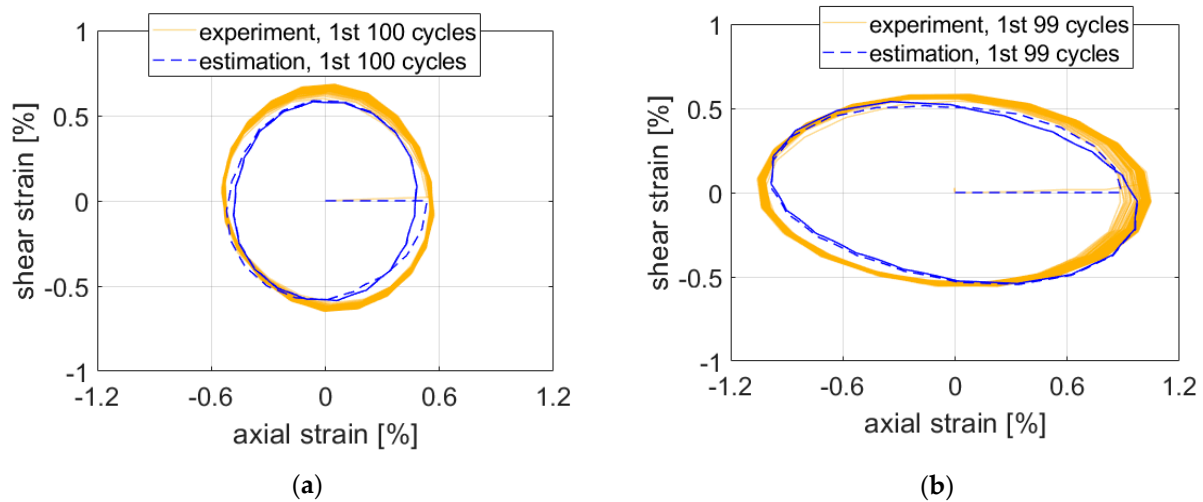 experiment, 1st 100 cycles
estimation, 1st 100 cycles
1
0.5
0
-0.5
-1
shear strain [%]
-1.2
-0.6
0
0.6
1.2
axial strain [%]
(a)
experiment, 1st 99 cycles
estimation, 1st 99 cycles
1
0.5
0
-0.5
-1
shear strain [%]
-1.2
-0.6
0
0.6
1.2
axial strain [%]
(b)